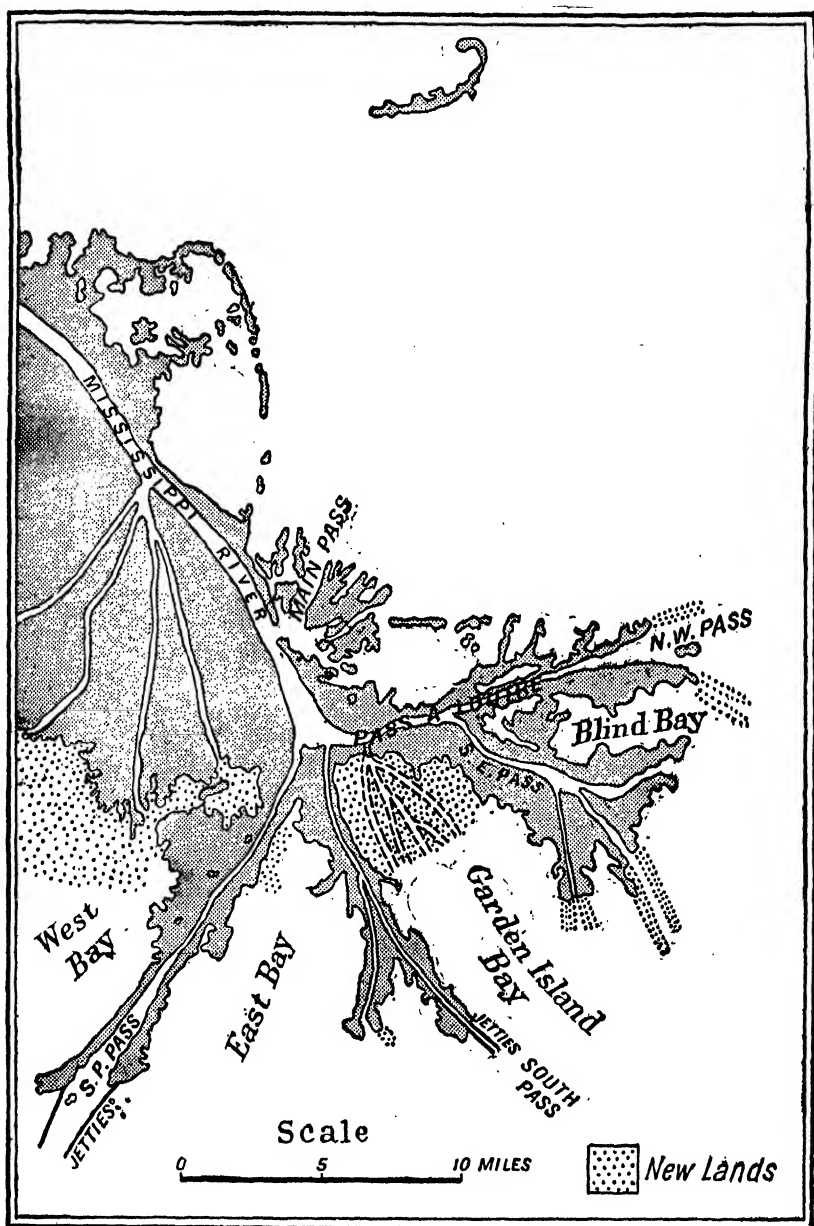 MISSISSIPPI RIVER
MAIN PASS
N.W. PASS
PASS A LOUTRE
Blind Bay
S.E. PASS
West
Bay
East Bay
Garden Island
Bay
S.P. PASS
JETTIES
JETTIES
SOUTH
PASS
Scale
0 5 10 MILES
New Lands